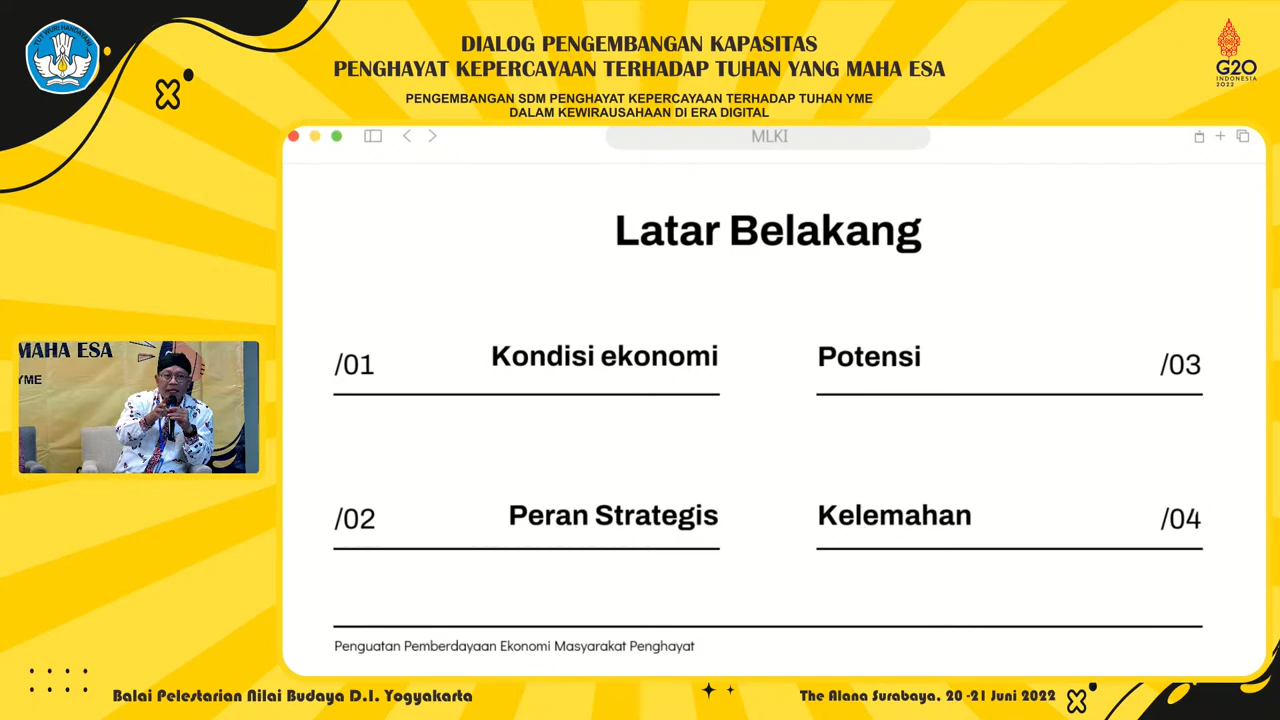 TUT WURI HANDAYANI
DIALOG PENGEMBANGAN KAPASITAS
PENGHAYAT KEPERCAYAAN TERHADAP TUHAN YANG MAHA ESA
PENGEMBANGAN SDM PENGHAYAT KEPERCAYAAN TERHADAP TUHAN YME
DALAM KEWIRAUSAHAAN DI ERA DIGITAL
G20
INDONESIA
2022
MLKI
Latar Belakang
/01 Kondisi ekonomi
Potensi /03
/02 Peran Strategis
Kelemahan /04
Penguatan Pemberdayaan Ekonomi Masyarakat Penghayat
MAHA ESA
YME
Balai Pelestarian Nilai Budaya D.I. Yogyakarta
The Alana Surabaya, 20 -21 Juni 2022